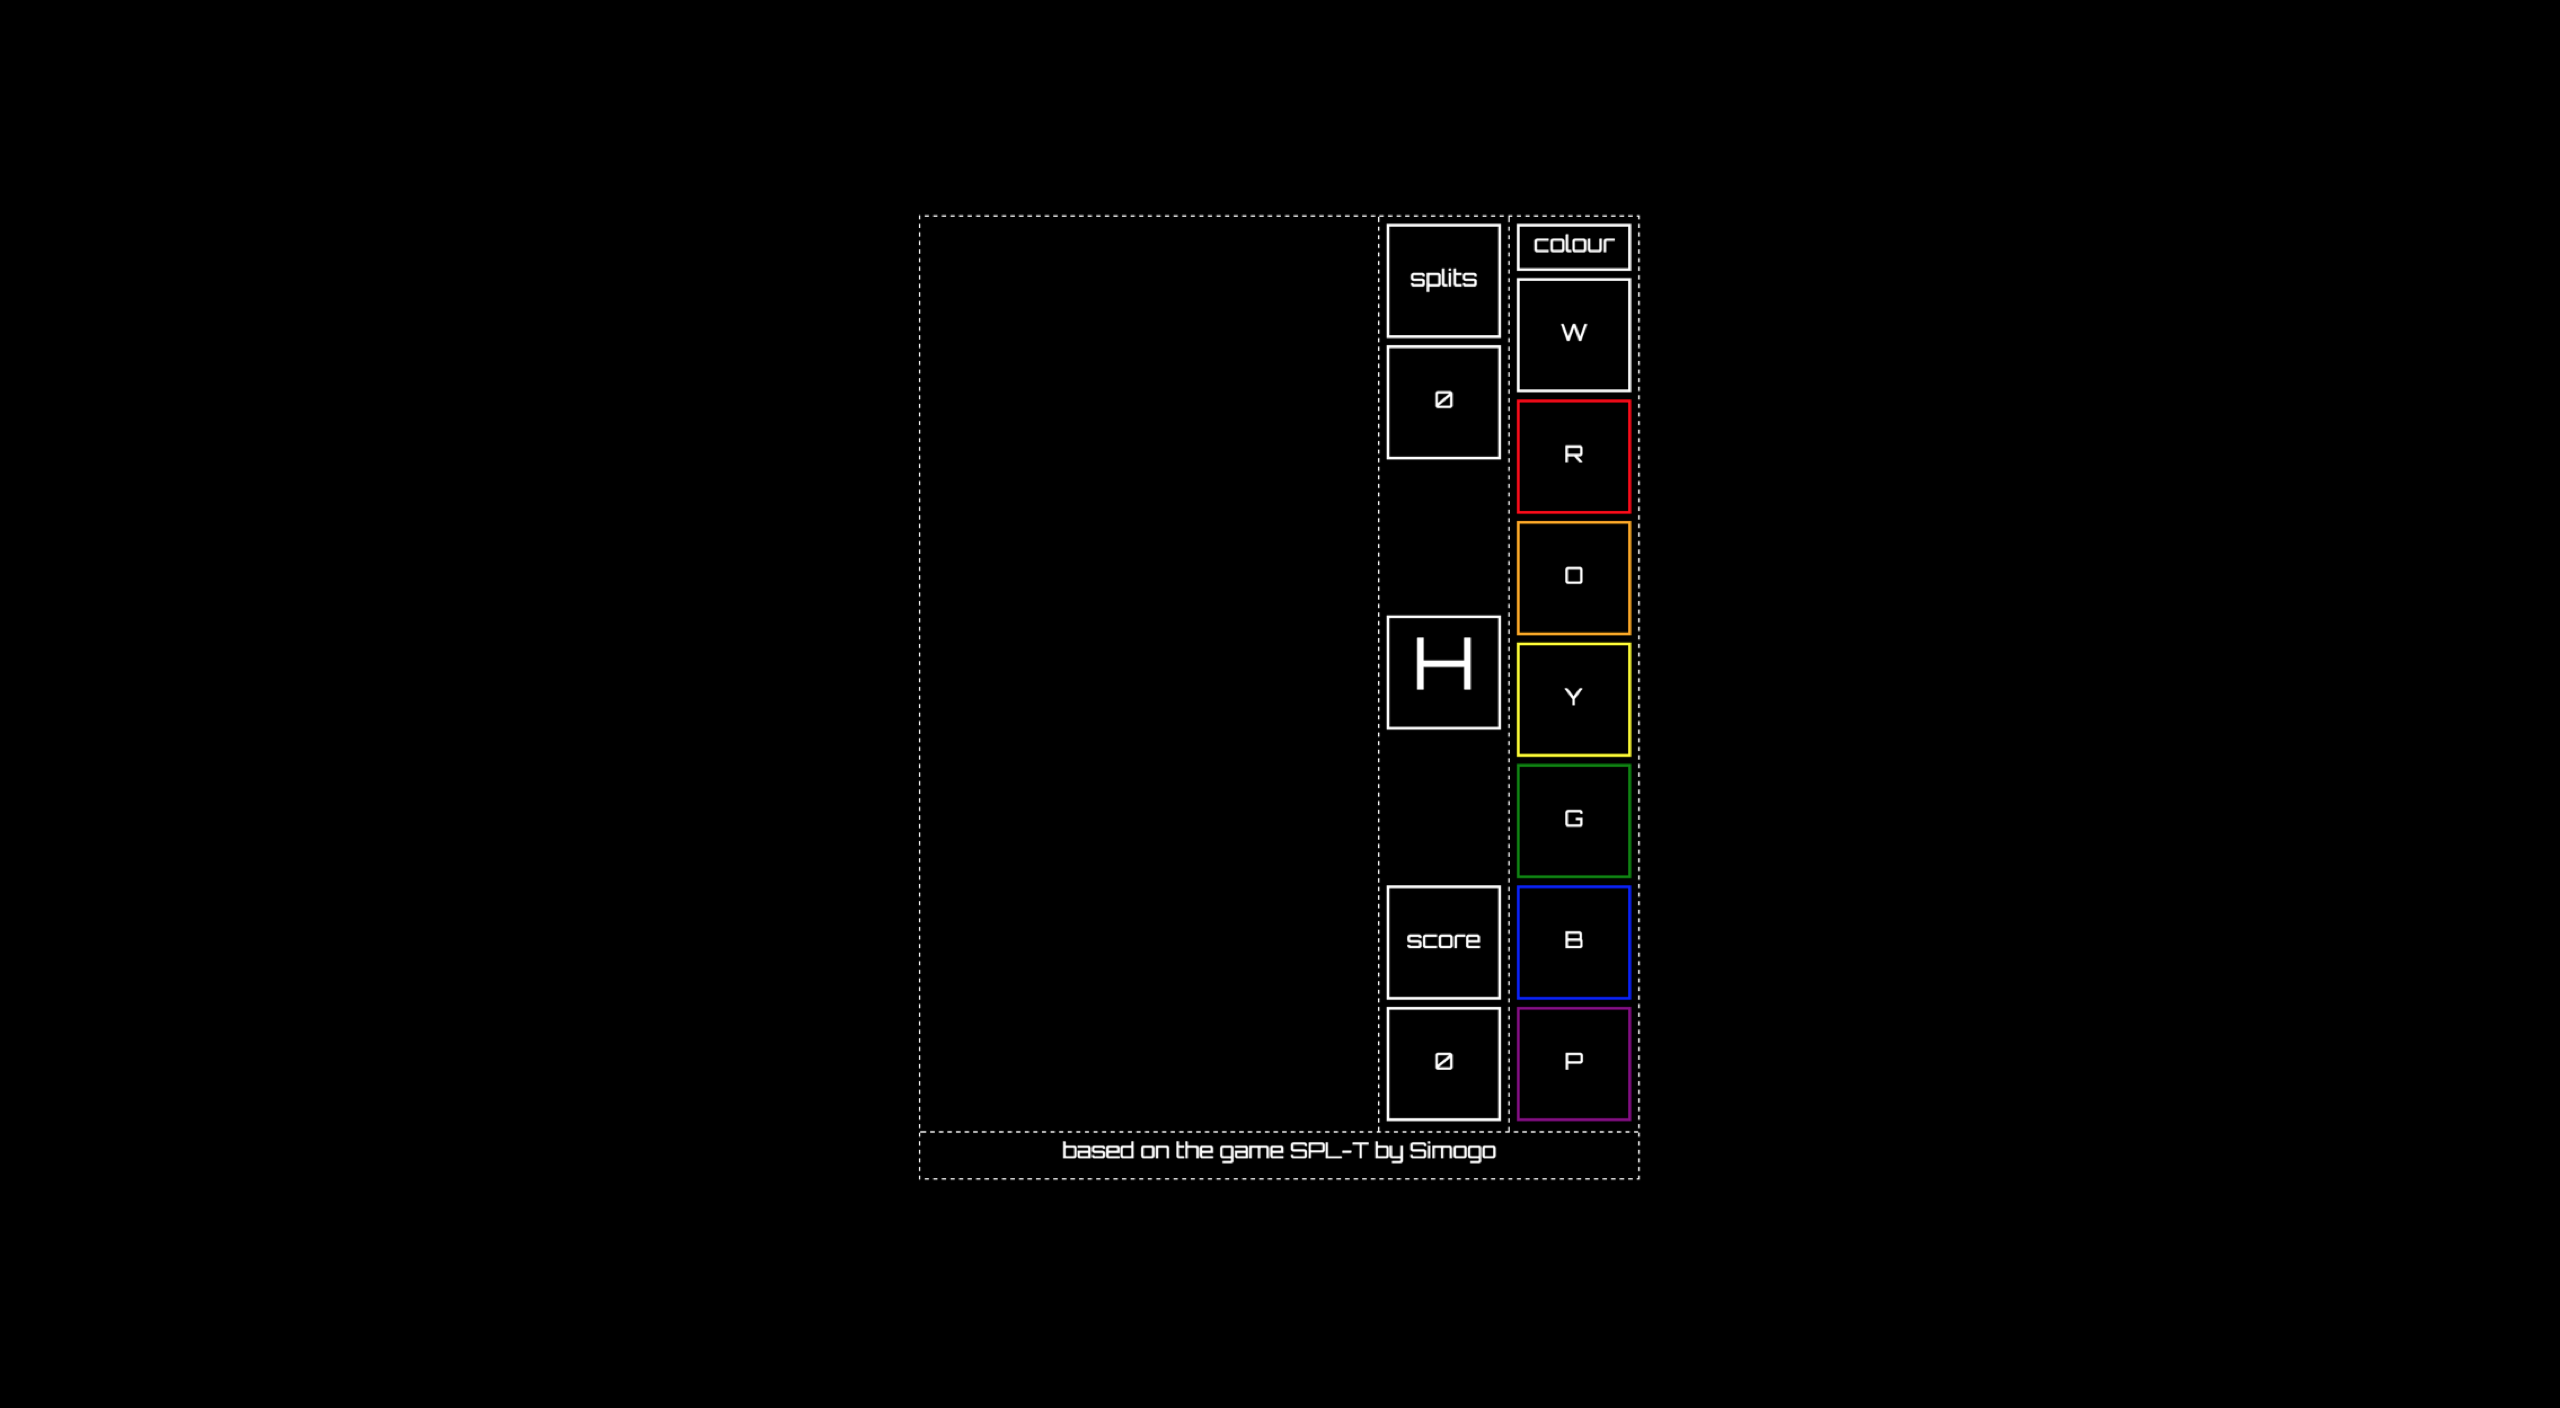 splits
0
H
score
0
colour
W
R
O
Y
G
B
P
based on the game SPL-T by Simogo